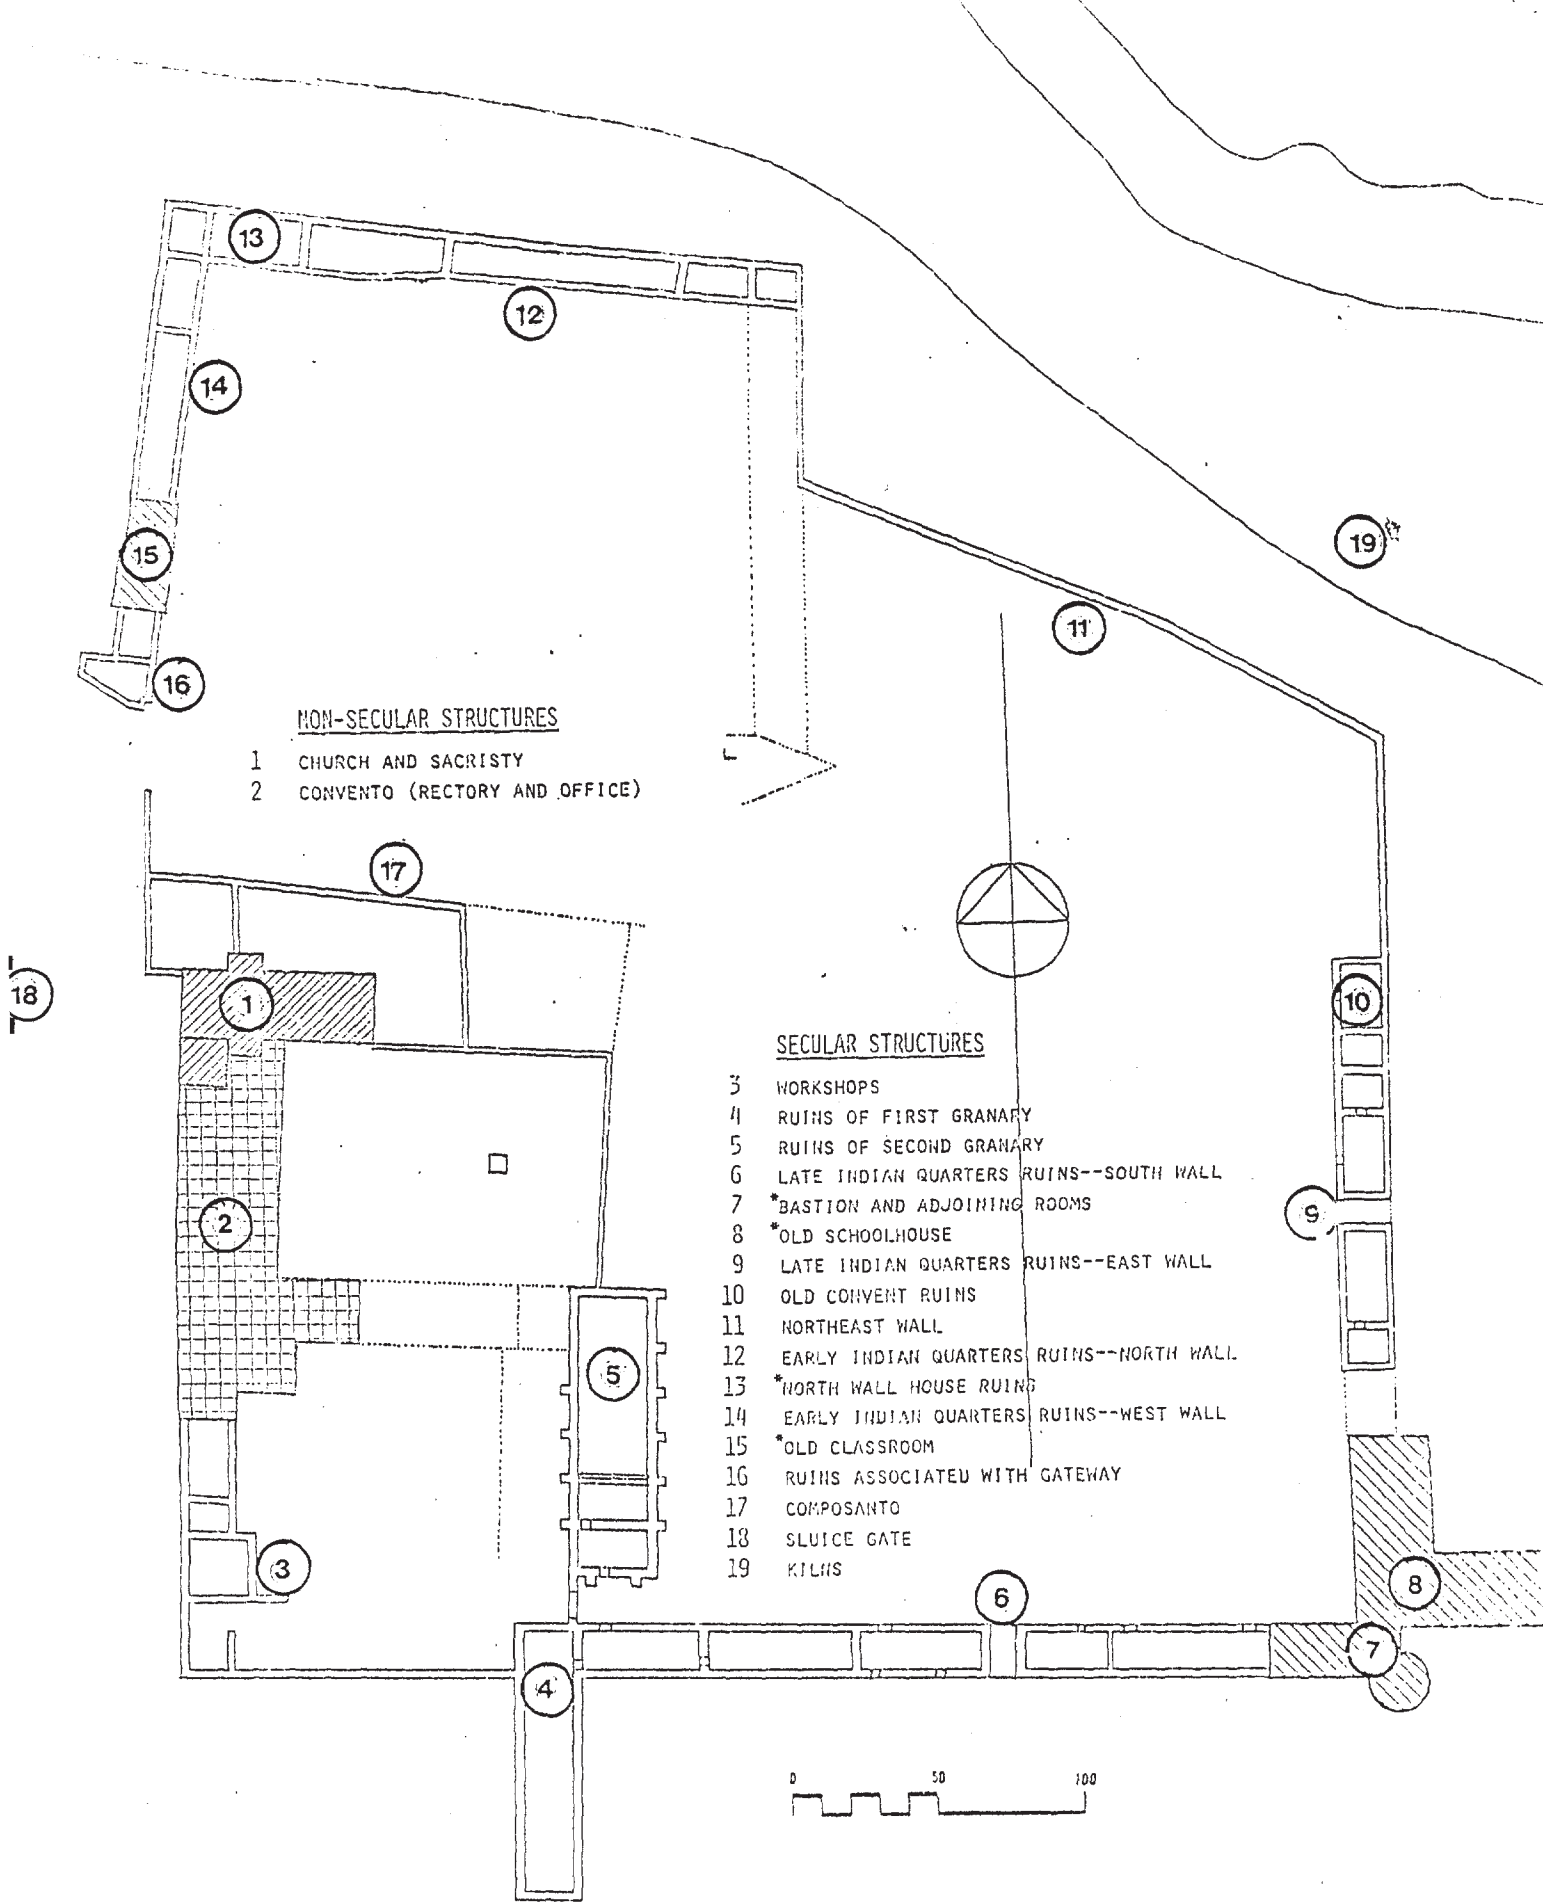 13
12
14
15
19
11
16
NON-SECULAR STRUCTURES
1 CHURCH AND SACRISTY
2 CONVENTO (RECTORY AND OFFICE)
17
18
1
10
SECULAR STRUCTURES
3 WORKSHOPS
4 RUINS OF FIRST GRANARY
5 RUINS OF SECOND GRANARY
6 LATE INDIAN QUARTERS RUINS--SOUTH WALL
7 *BASTION AND ADJOINING ROOMS
8 *OLD SCHOOLHOUSE
9 LATE INDIAN QUARTERS RUINS--EAST WALL
10 OLD CONVENT RUINS
11 NORTHEAST WALL
12 EARLY INDIAN QUARTERS RUINS--NORTH WALL
13 *NORTH WALL HOUSE RUINS
14 EARLY INDIAN QUARTERS RUINS--WEST WALL
15 *OLD CLASSROOM
16 RUINS ASSOCIATED WITH GATEWAY
17 COMPOSANTO
18 SLUICE GATE
19 KILNS
2
9
5
3
6
8
7
4
0 50 100